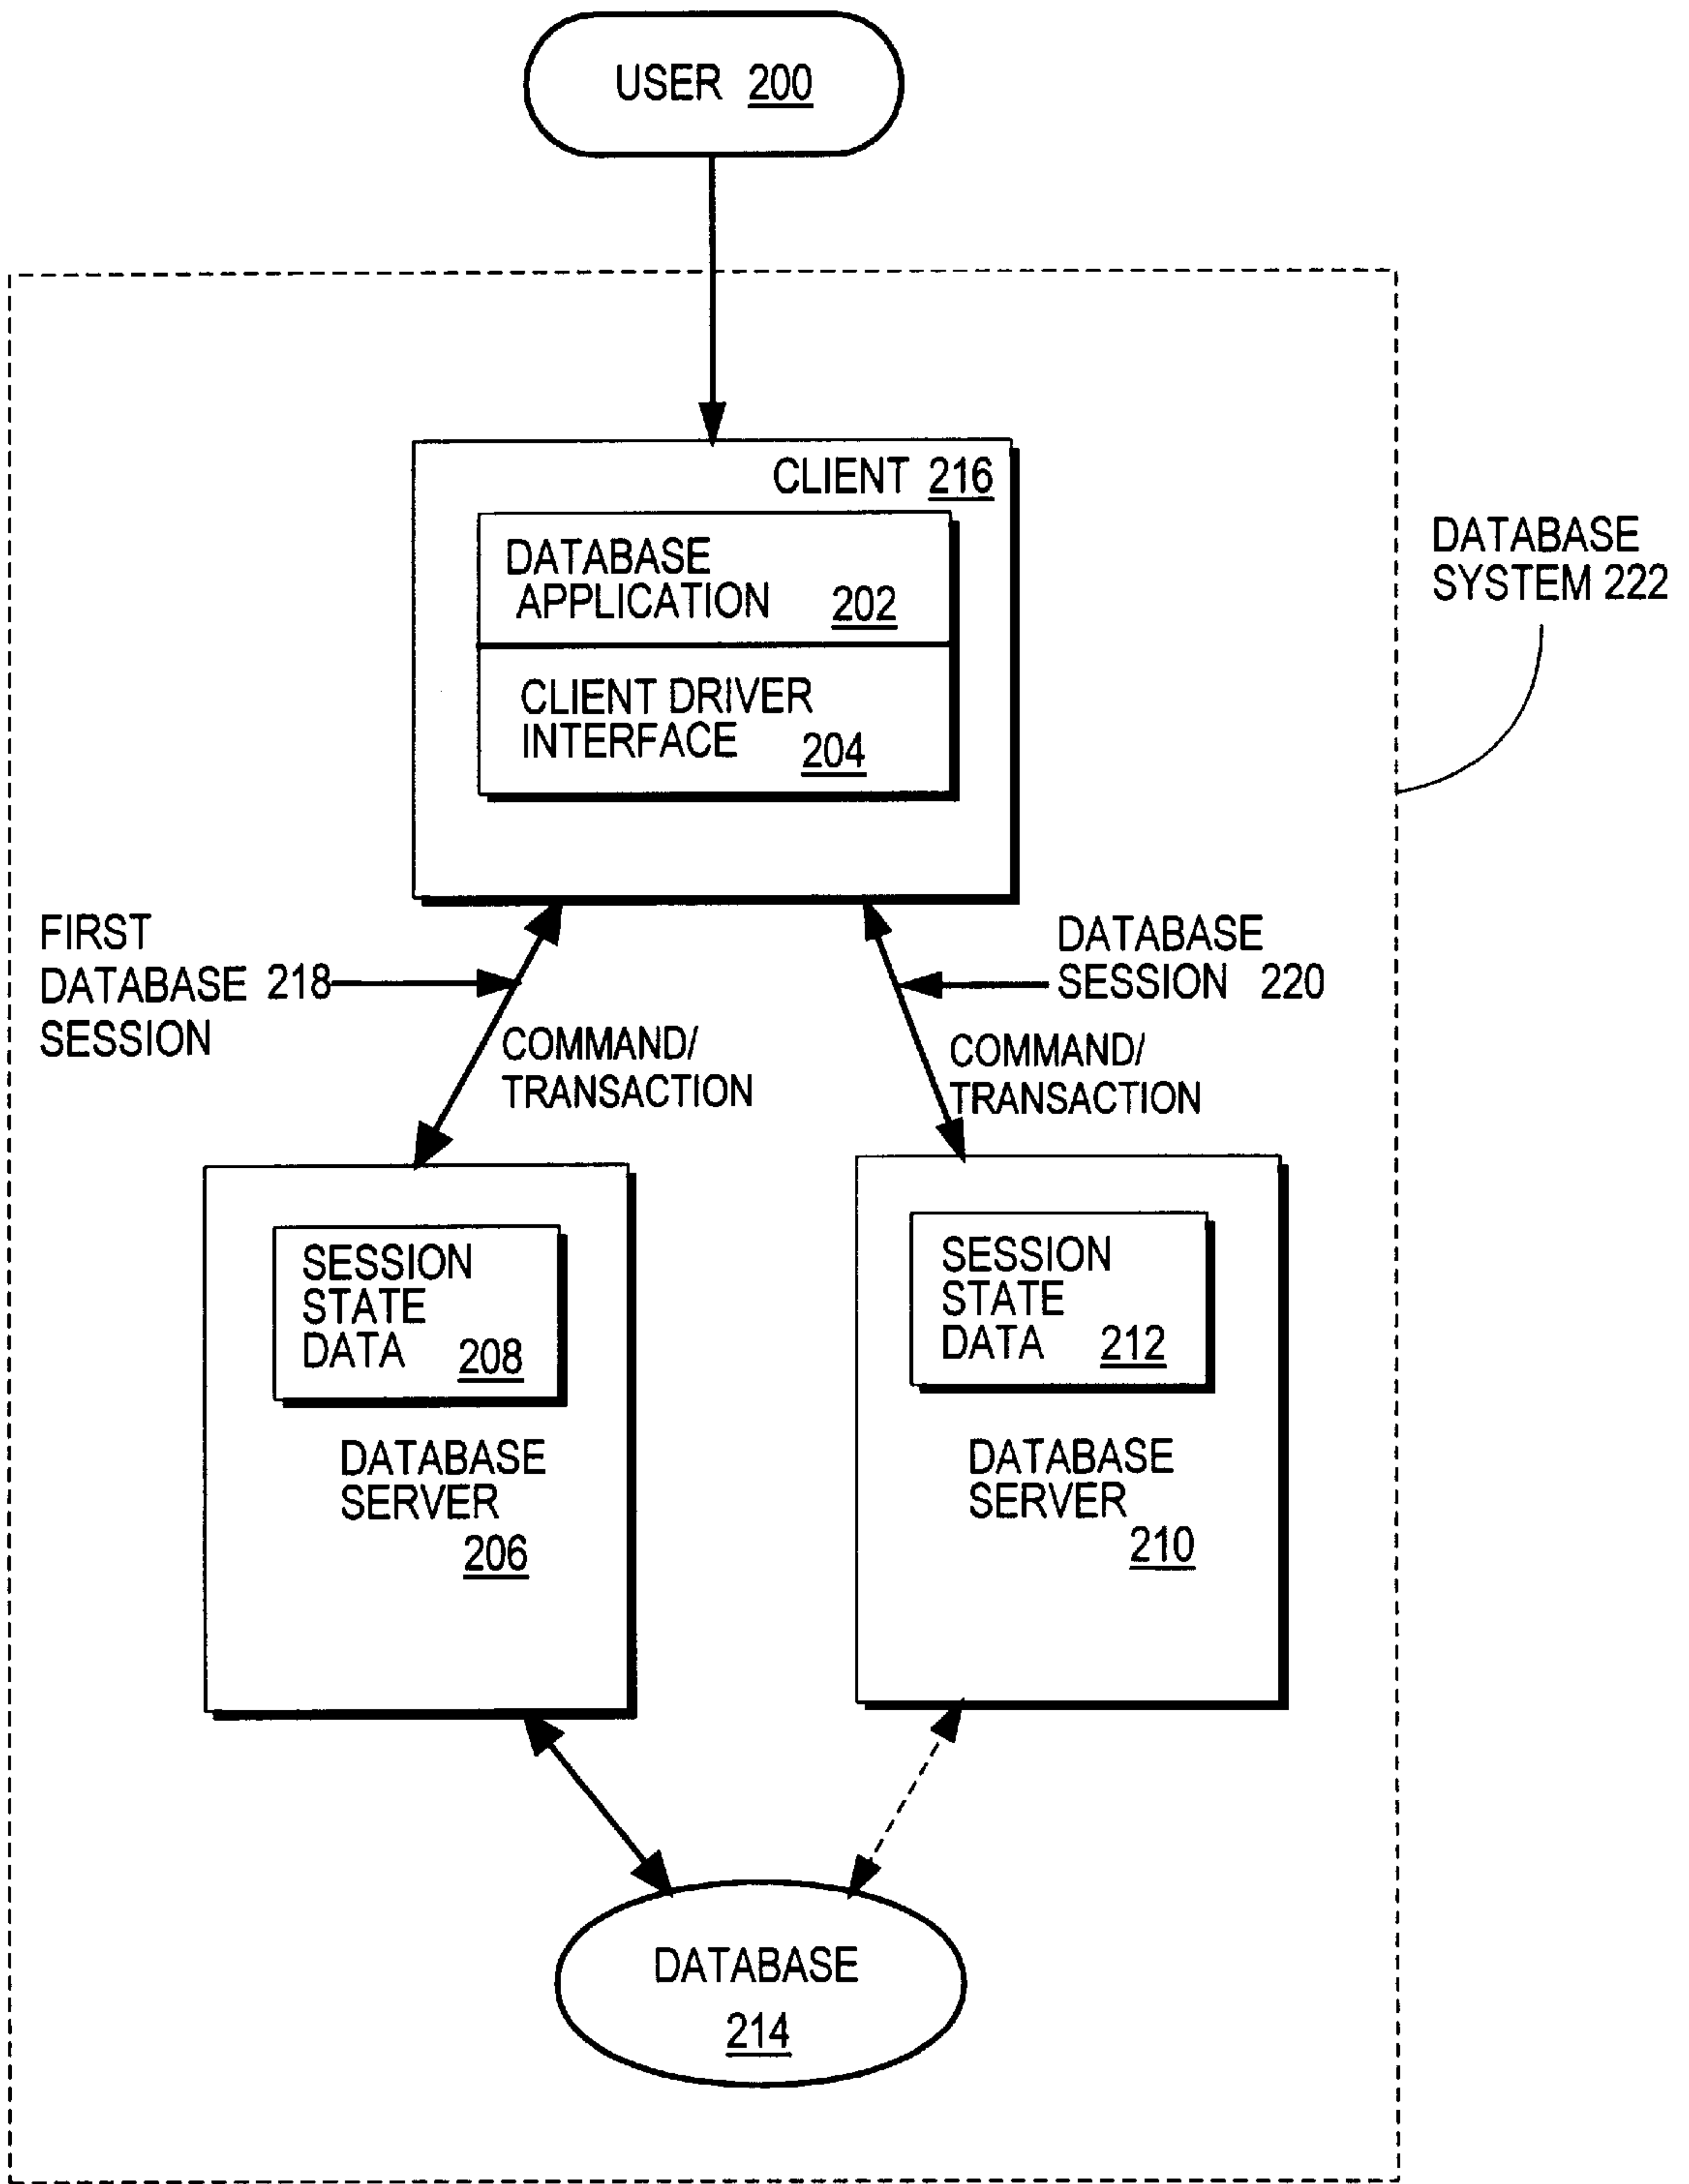 USER 200
CLIENT 216
DATABASE
APPLICATION 202
CLIENT DRIVER
INTERFACE 204
DATABASE
SYSTEM 222
FIRST
DATABASE 218
SESSION
DATABASE
SESSION 220
COMMAND/
TRANSACTION
COMMAND/
TRANSACTION
SESSION
STATE
DATA 208
DATABASE
SERVER
206
SESSION
STATE
DATA 212
DATABASE
SERVER
210
DATABASE
214